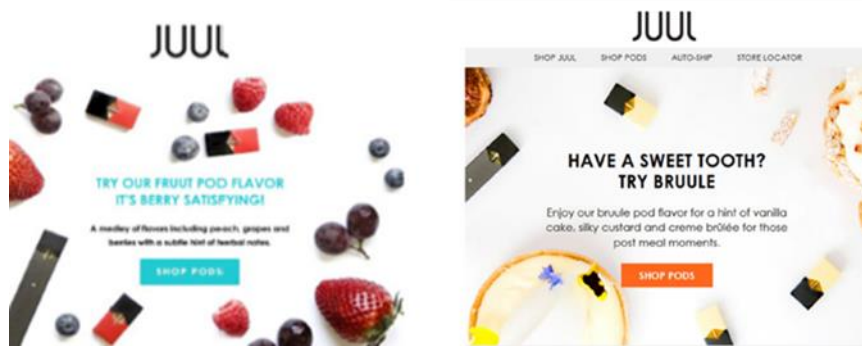 JUUL
TRY OUR FRUUT POD FLAVOR
IT'S BERRY SATISFYING!
A medley of flavors including peach, grapes and
berries with a subtle hint of herbal notes.
SHOP PODS
JUUL
SHOP JUUL SHOP PODS AUTO-SHIP STORE LOCATOR
HAVE A SWEET TOOTH?
TRY BRUULE
Enjoy our bruule pod flavor for a hint of vanilla
cake, silky custard and creme brûlée for those
post meal moments.
SHOP PODS